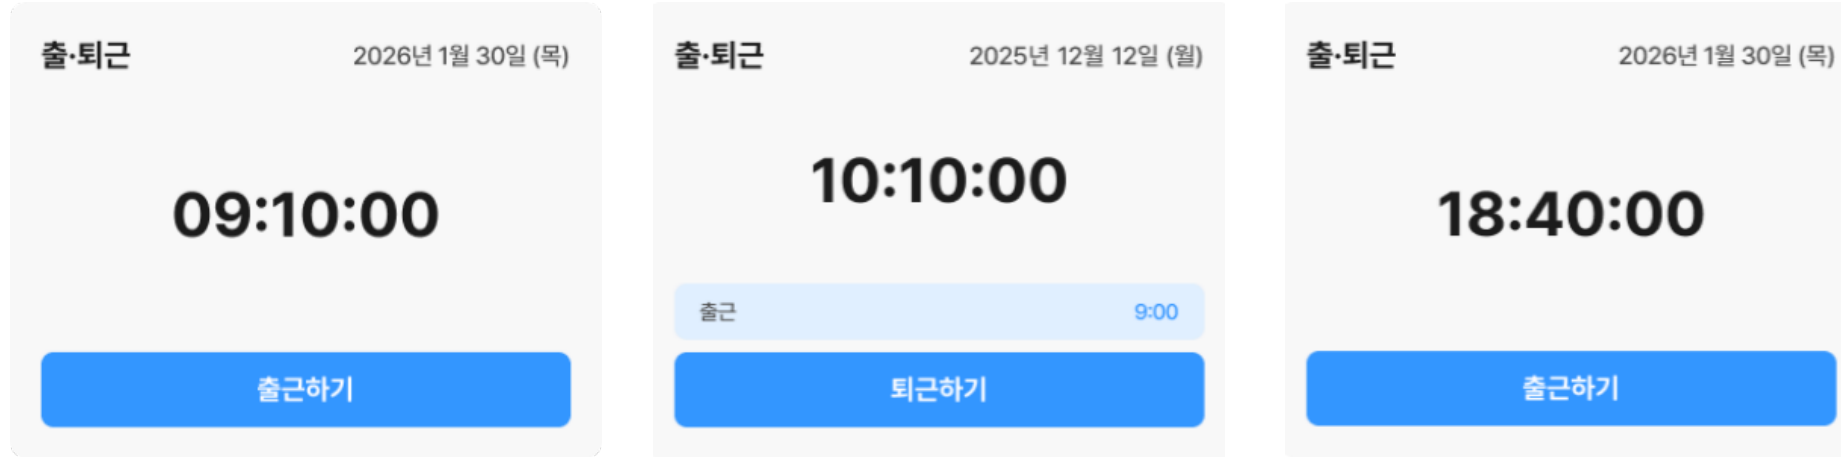 출·퇴근
2026년 1월 30일 (목)
09:10:00
출근하기
출·퇴근
2025년 12월 12일 (월)
10:10:00
출근
9:00
퇴근하기
출·퇴근
2026년 1월 30일 (목)
18:40:00
출근하기